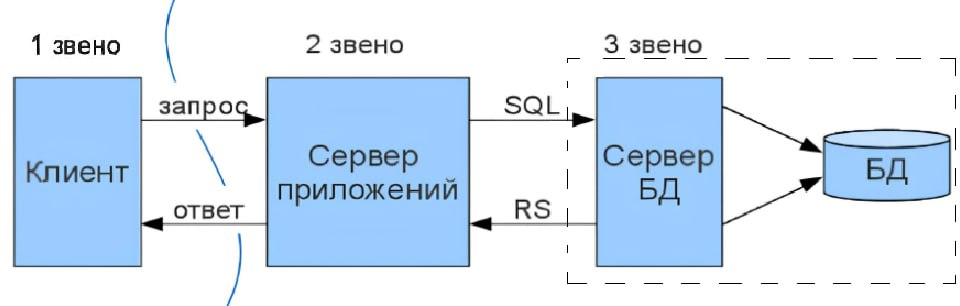 1 звено
2 звено
3 звено
запрос
SQL
Клиент
Сервер
приложений
Сервер
БД
БД
ответ
RS